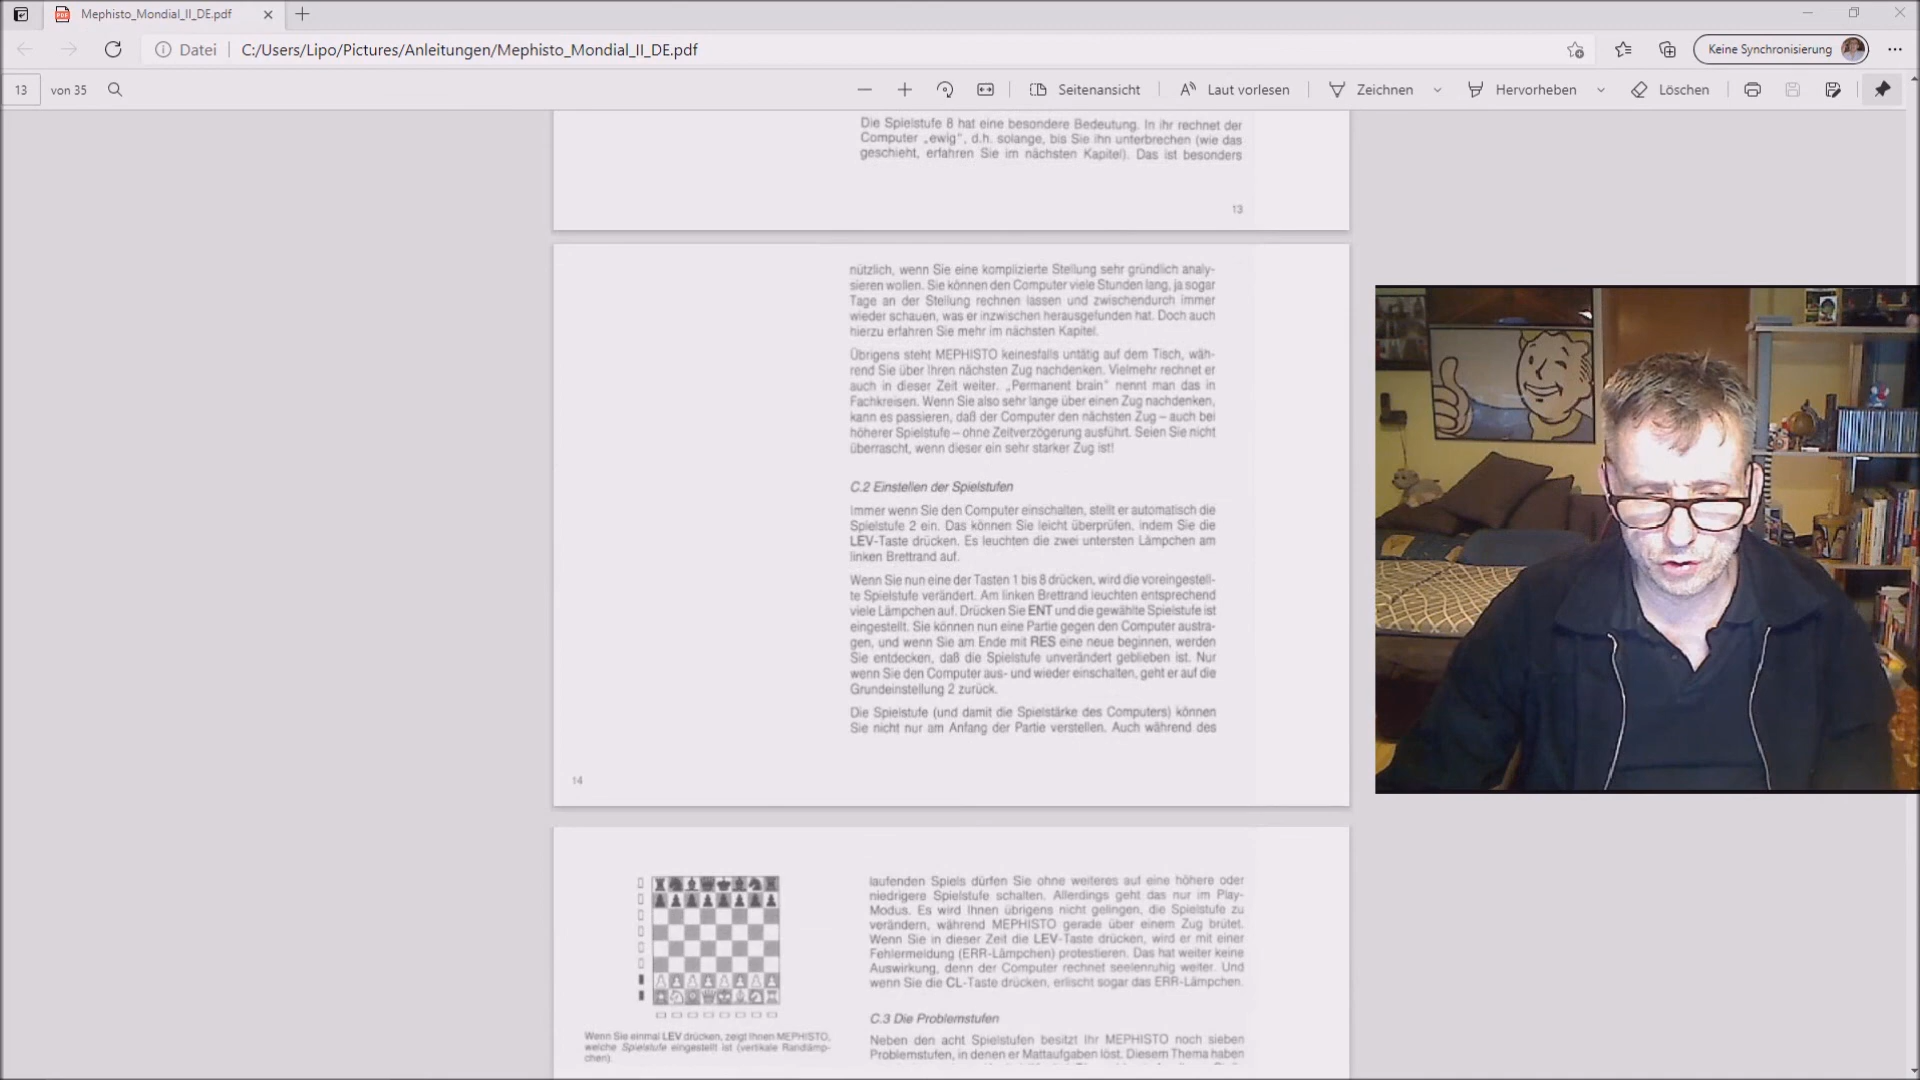 Mephisto_Mondial_II_DE.pdf
Datei
C:/Users/Lipo/Pictures/Anleitungen/Mephisto_Mondial_II_DE.pdf
Keine Synchronisierung
13 von 35
Seitenansicht
Laut vorlesen
Zeichnen
Hervorheben
Löschen
Die Spielstufe 8 hat eine besondere Bedeutung. In ihr rechnet der
Computer „ewig“, d.h. solange, bis Sie ihn unterbrechen (wie das
geschieht, erfahren Sie im nächsten Kapitel). Das ist besonders
13
nützlich, wenn Sie eine komplizierte Stellung sehr gründlich analy-
sieren wollen. Sie können den Computer viele Stunden lang, ja sogar
Tage an der Stellung rechnen lassen und zwischendurch immer
wieder schauen, was er inzwischen herausgefunden hat. Doch auch
hierzu erfahren Sie mehr im nächsten Kapitel.
Übrigens steht MEPHISTO keinesfalls untätig auf dem Tisch, wäh-
rend Sie über Ihren nächsten Zug nachdenken. Vielmehr rechnet er
auch in dieser Zeit weiter. „Permanent brain“ nennt man das in
Fachkreisen. Wenn Sie also sehr lange über einen Zug nachdenken,
kann es passieren, daß der Computer den nächsten Zug – auch bei
höherer Spielstufe – ohne Zeitverzögerung ausführt. Seien Sie nicht
überrascht, wenn dieser ein sehr starker Zug ist!
C.2 Einstellen der Spielstufen
Immer wenn Sie den Computer einschalten, stellt er automatisch die
Spielstufe 2 ein. Das können Sie leicht überprüfen, indem Sie die
LEV-Taste drücken. Es leuchten die zwei untersten Lämpchen am
linken Brettrand auf.
Wenn Sie nun eine der Tasten 1 bis 8 drücken, wird die voreingestell-
te Spielstufe verändert. Am linken Brettrand leuchten entsprechend
viele Lämpchen auf. Drücken Sie ENT und die gewählte Spielstufe ist
eingestellt. Sie können nun eine Partie gegen den Computer austra-
gen, und wenn Sie am Ende mit RES eine neue beginnen, werden
Sie entdecken, daß die Spielstufe unverändert geblieben ist. Nur
wenn Sie den Computer aus- und wieder einschalten, geht er auf die
Grundeinstellung 2 zurück.
Die Spielstufe (und damit die Spielstärke des Computers) können
Sie nicht nur am Anfang der Partie verstellen. Auch während des
14
laufenden Spiels dürfen Sie ohne weiteres auf eine höhere oder
niedrigere Spielstufe schalten. Allerdings geht das nur im Play-
Modus. Es wird Ihnen übrigens nicht gelingen, die Spielstufe zu
verändern, während MEPHISTO gerade über einem Zug brütet.
Wenn Sie in dieser Zeit die LEV-Taste drücken, wird er mit einer
Fehlermeldung (ERR-Lämpchen) protestieren. Das hat weiter keine
Auswirkung, denn der Computer rechnet seelenruhig weiter. Und
wenn Sie die CL-Taste drücken, erlischt sogar das ERR-Lämpchen.
Wenn Sie einmal LEV drücken, zeigt Ihnen MEPHISTO,
welche Spielstufe eingestellt ist (vertikale Randlämp-
chen).
C.3 Die Problemstufen
Neben den acht Spielstufen besitzt Ihr MEPHISTO noch sieben
Problemstufen, in denen er Mattaufgaben löst. Diesem Thema haben